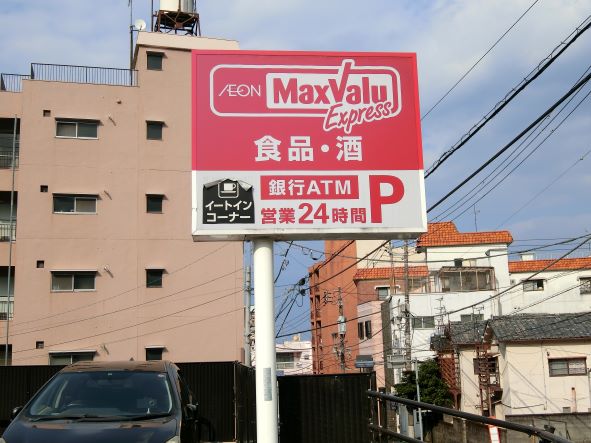 AEON MaxValu
Express
食品・酒
イートイン
コーナー
銀行ATM
営業24時間
P